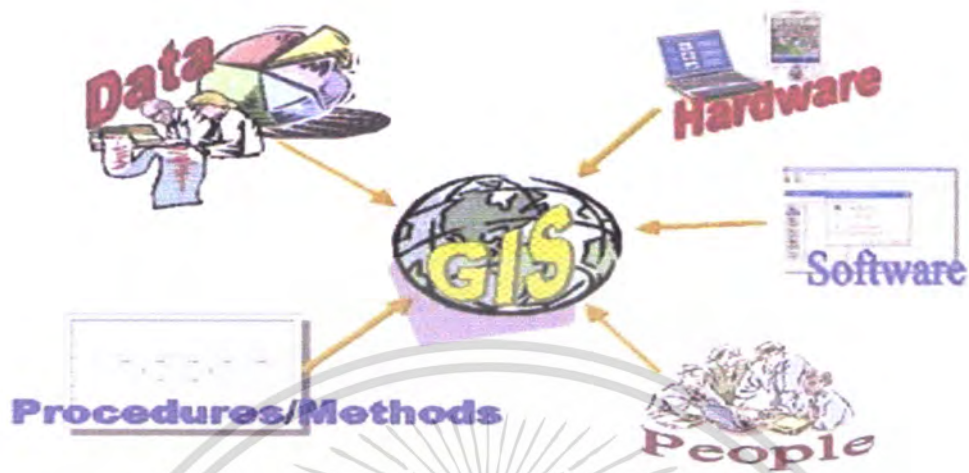 Data
Hardware
GIS
Software
Procedures/Methods
People